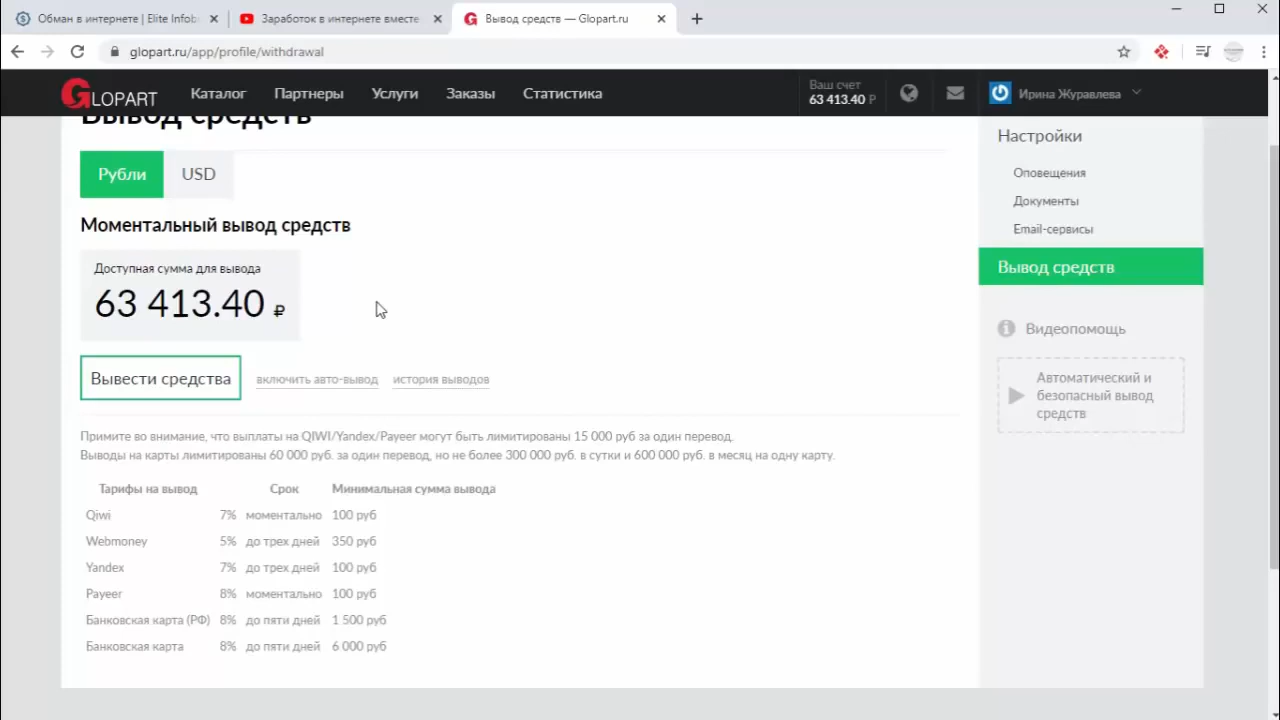 Обман в интернете | Elite Infob
Заработок в интернете вместе
Вывод средств — Glopart.ru
glopart.ru/app/profile/withdrawal
GLOPART
Каталог
Партнеры
Услуги
Заказы
Статистика
Ваш счет
63 413.40 Р
Ирина Журавлева
Вывод средств
Рубли
USD
Моментальный вывод средств
Доступная сумма для вывода
63 413.40 ₽
Вывести средства
включить авто-вывод
история выводов
Примите во внимание, что выплаты на QIWI/Yandex/Payeer могут быть лимитированы 15 000 руб за один перевод.
Выводы на карты лимитированы 60 000 руб. за один перевод, но не более 300 000 руб. в сутки и 600 000 руб. в месяц на одну карту.
Тарифы на вывод Срок Минимальная сумма вывода
Qiwi 7% моментально 100 руб
Webmoney 5% до трех дней 350 руб
Yandex 7% до трех дней 100 руб
Payeer 8% моментально 100 руб
Банковская карта (РФ) 8% до пяти дней 1 500 руб
Банковская карта 8% до пяти дней 6 000 руб
Настройки
Оповещения
Документы
Email-сервисы
Вывод средств
Видеопомощь
Автоматический и
безопасный вывод
средств